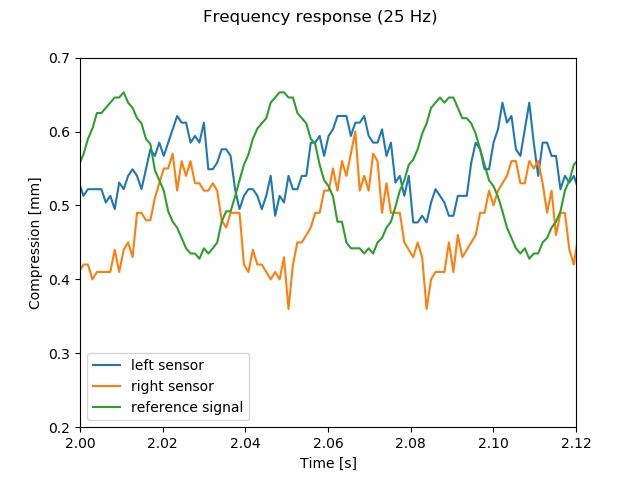 Frequency response (25 Hz)
0.7
0.6
0.5
0.4
0.3
0.2
Compression [mm]
left sensor
right sensor
reference signal
2.00 2.02 2.04 2.06 2.08 2.10 2.12
Time [s]